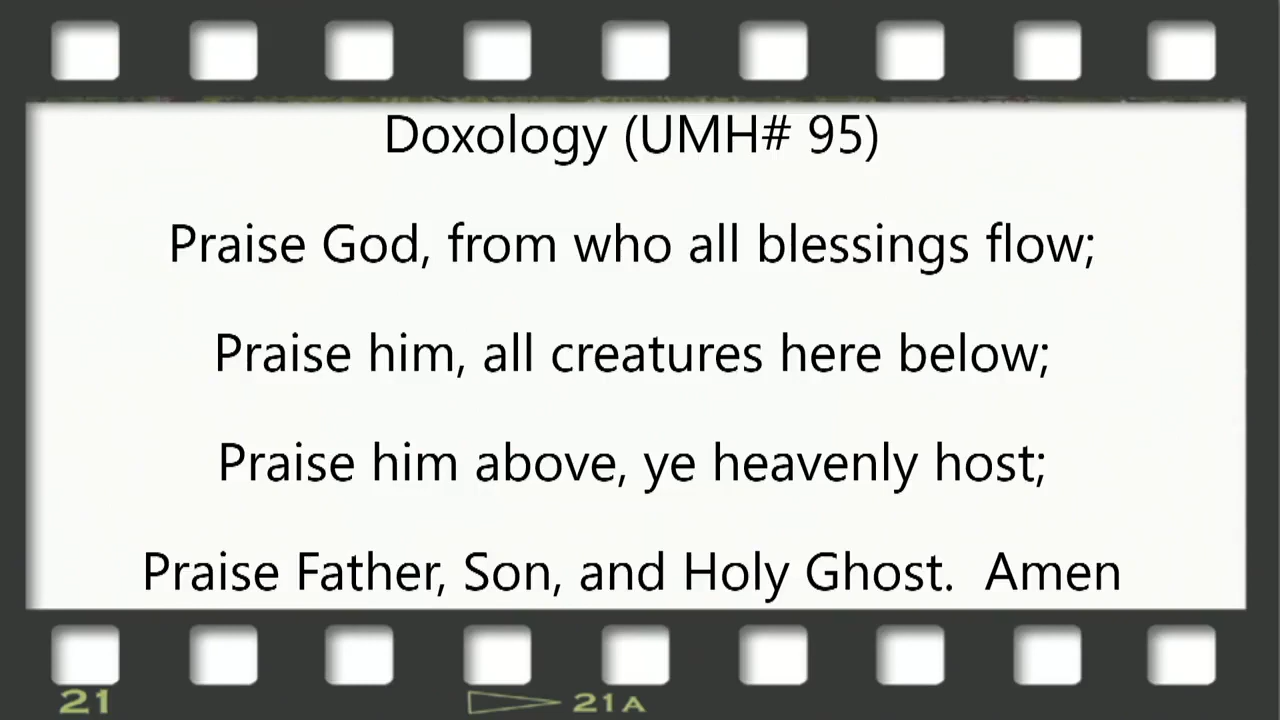 Doxology (UMH# 95)
Praise God, from who all blessings flow;
Praise him, all creatures here below;
Praise him above, ye heavenly host;
Praise Father, Son, and Holy Ghost.  Amen
21
21A